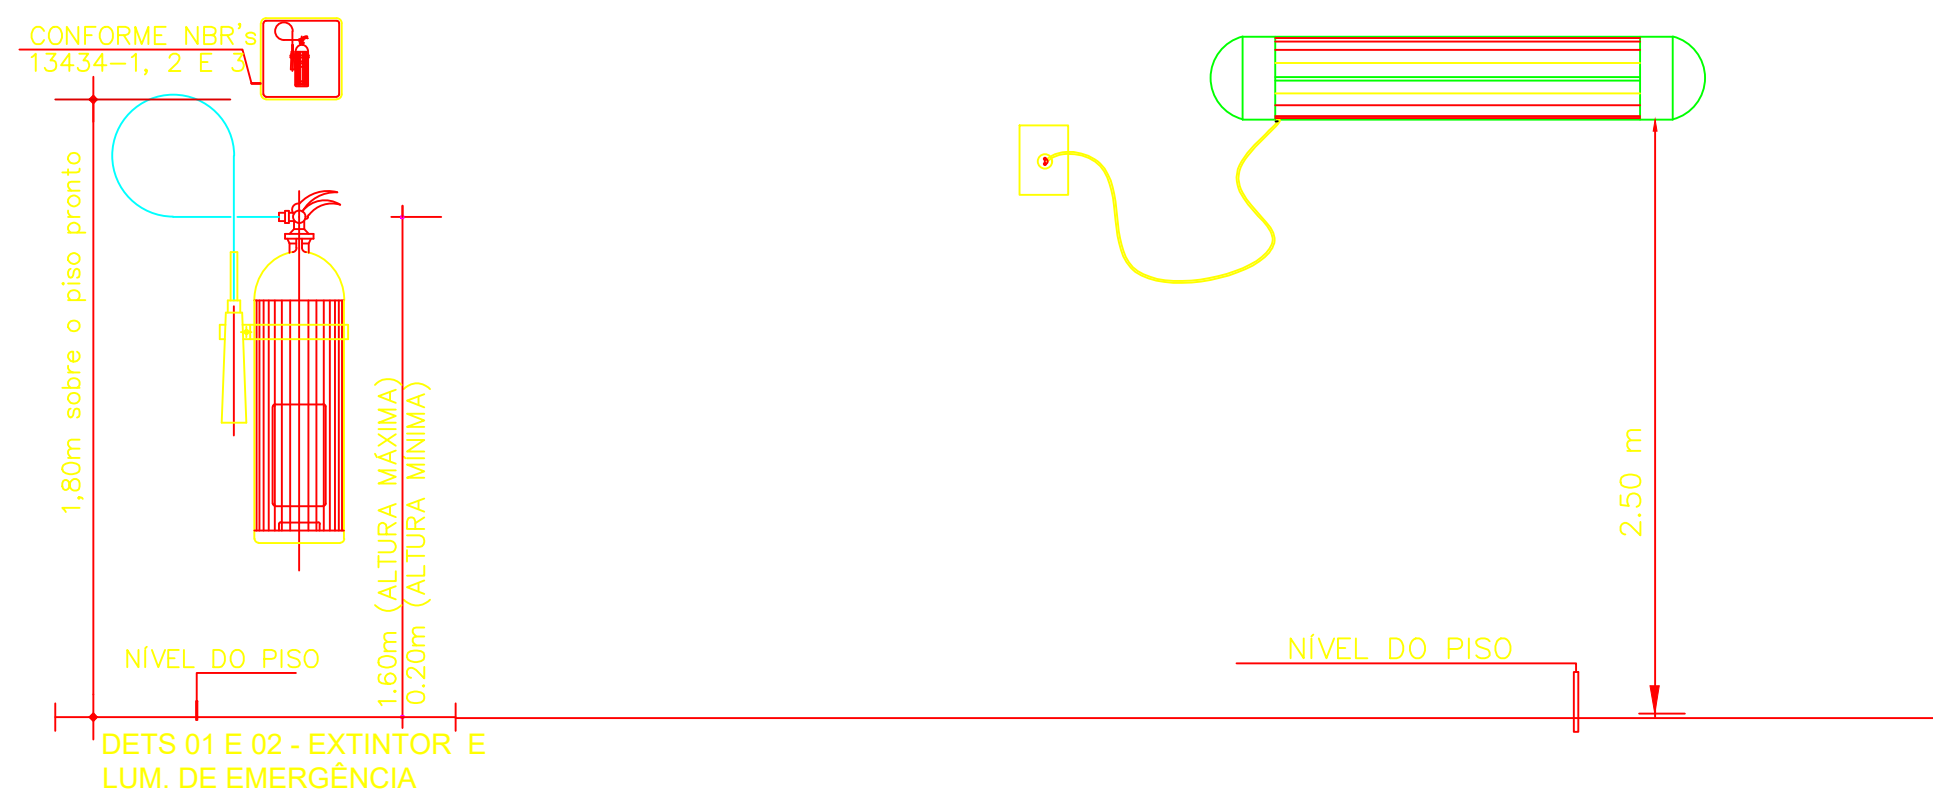 CONFORME NBR's
13434-1, 2 E 3
1,80m sobre o piso pronto
1.60m (ALTURA MÁXIMA)
0.20m (ALTURA MÍNIMA)
NÍVEL DO PISO
2.50 m
NÍVEL DO PISO
DETS 01 E 02 - EXTINTOR E
LUM. DE EMERGÊNCIA